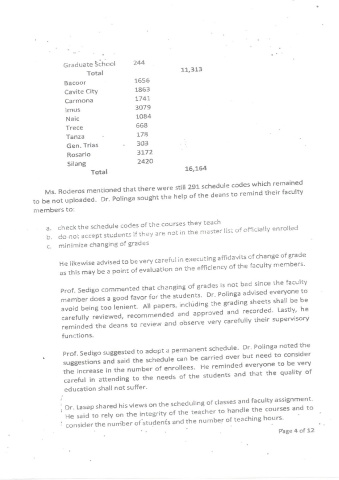 Graduate School 244
Total 11,313
Bacoor 1656
Cavite City 1863
Carmona 1741
Imus 3079
Naic 1084
Trece 668
Tanza 178
Gen. Trias 303
Rosario 3172
Silang 2420
Total 16,164
Ms. Roderos mentioned that there were still 291 schedule codes which remained
to be not uploaded. Dr. Polinga sought the help of the deans to remind their faculty
members to:
a. check the schedule codes of the courses they teach
b. do not accept students if they are not in the master list of officially enrolled
c. minimize changing of grades
He likewise advised to be very careful in executing affidavits of change of grade
as this may be a point of evaluation on the efficiency of the faculty members.
Prof. Sedigo commented that changing of grades is not bad since the faculty
member does a good favor for the students. Dr. Polinga advised everyone to
avoid being too lenient. All papers, including the grading sheets shall be be
carefully reviewed, recommended and approved and recorded. Lastly, he
reminded the deans to review and observe very carefully their supervisory
functions.
Prof. Sedigo suggested to adopt a permanent schedule. Dr. Polinga noted the
suggestions and said the schedule can be carried over but need to consider
the increase in the number of enrollees. He reminded everyone to be very
careful in attending to the needs of the students and that the quality of
education shall not suffer.
Dr. Lasap shared his views on the scheduling of classes and faculty assignment.
He said to rely on the integrity of the teacher to handle the courses and to
consider the number of students and the number of teaching hours.
Page 4 of 12